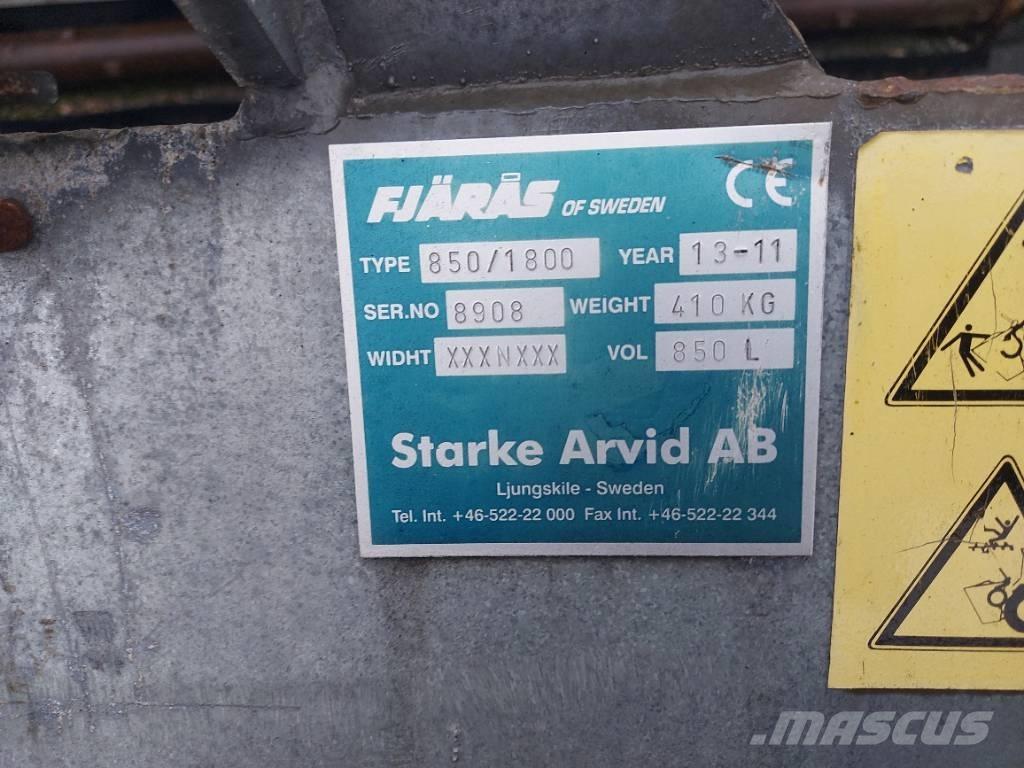 FJÄRÅS OF SWEDEN CE
TYPE 850/1800 YEAR 13-11
SER.NO 8908 WEIGHT 410 KG
WIDHT XXXNXXX VOL 850 L
Starke Arvid AB
Ljungskile - Sweden
Tel. Int. +46-522-22 000 Fax Int. +46-522-22 344
MASCUS